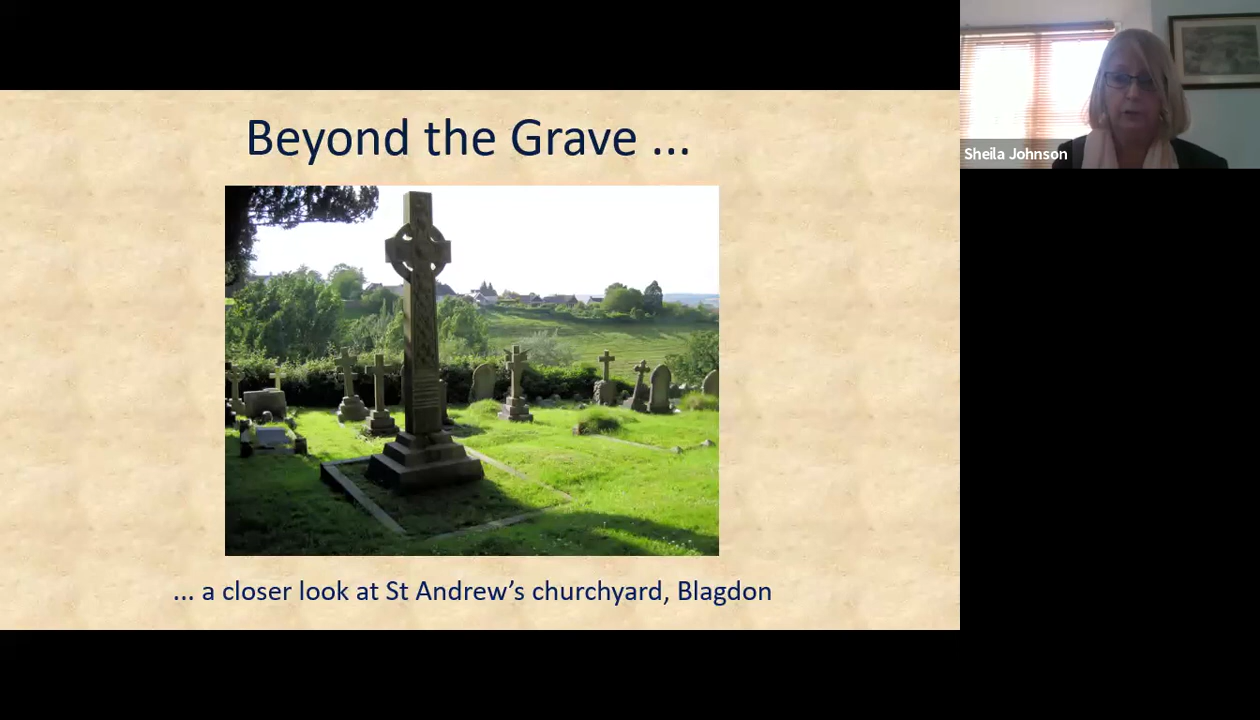 Beyond the Grave ...
Sheila Johnson
... a closer look at St Andrew’s churchyard, Blagdon